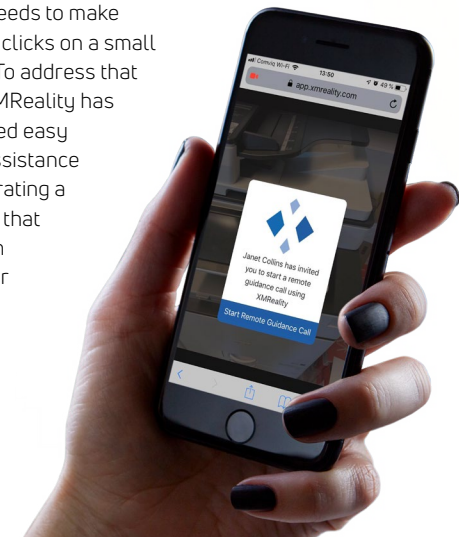 eeds to make
clicks on a small
To address that
MReality has
ed easy
ssistance
rating a
that
n
r
Comviq Wi-Fi 13:50 49 %
app.xmreality.com
Janet Collins has invited
you to start a remote
guidance call using
XMReality
Start Remote Guidance Call